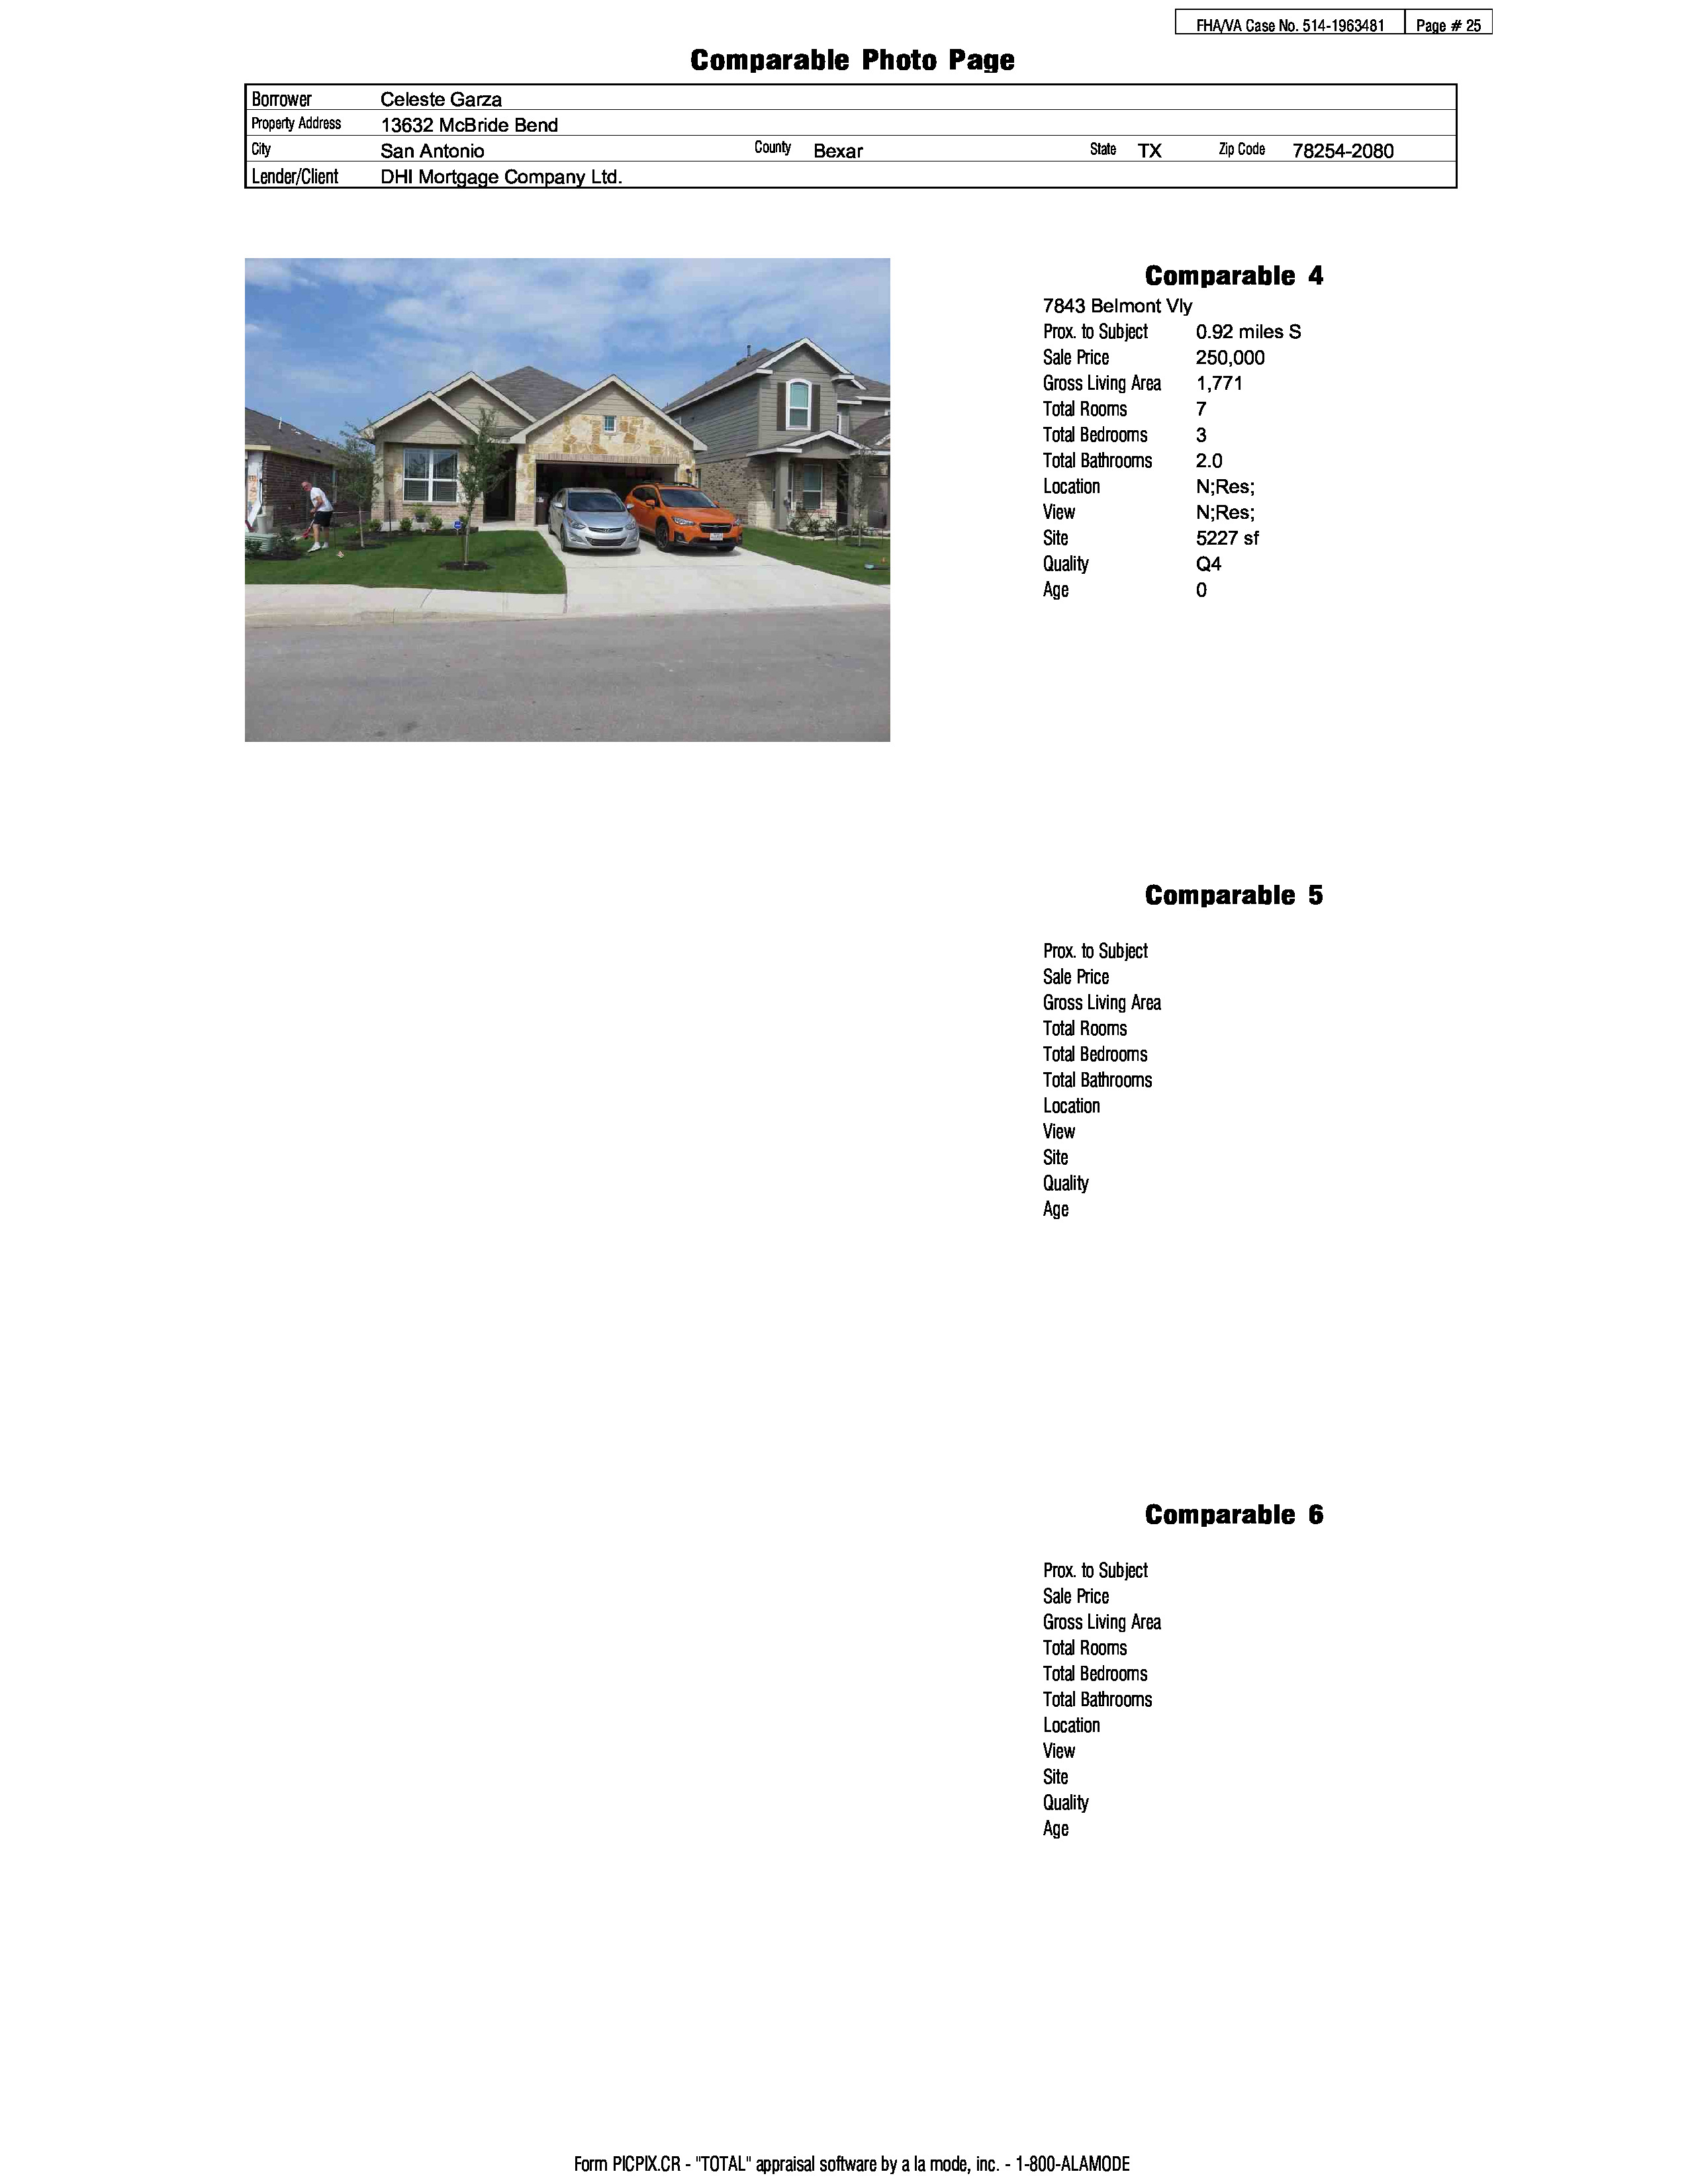 FHA/VA Case No. 514-1963481 Page # 25
Comparable Photo Page
Borrower Celeste Garza
Property Address 13632 McBride Bend
City San Antonio County Bexar State TX Zip Code 78254-2080
Lender/Client DHI Mortgage Company Ltd.
Comparable 4
7843 Belmont Vly
Prox. to Subject 0.92 miles S
Sale Price 250,000
Gross Living Area 1,771
Total Rooms 7
Total Bedrooms 3
Total Bathrooms 2.0
Location N;Res;
View N;Res;
Site 5227 sf
Quality Q4
Age 0
Comparable 5
Prox. to Subject
Sale Price
Gross Living Area
Total Rooms
Total Bedrooms
Total Bathrooms
Location
View
Site
Quality
Age
Comparable 6
Prox. to Subject
Sale Price
Gross Living Area
Total Rooms
Total Bedrooms
Total Bathrooms
Location
View
Site
Quality
Age
Form PICPIX.CR - "TOTAL" appraisal software by a la mode, inc. - 1-800-ALAMODE